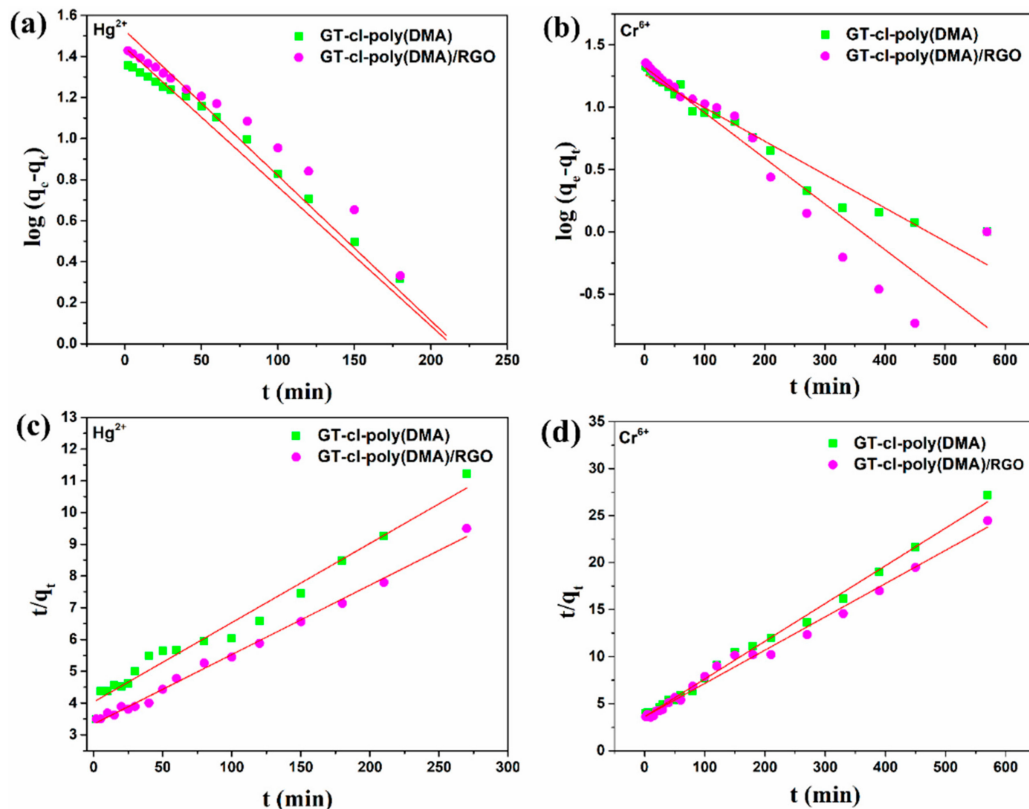 (a)
Hg2+
GT-cl-poly(DMA)
GT-cl-poly(DMA)/RGO
log (qe-qt)
1.6
1.4
1.2
1.0
0.8
0.6
0.4
0.2
0.0
0 50 100 150 200 250
t (min)
(b)
Cr6+
GT-cl-poly(DMA)
GT-cl-poly(DMA)/RGO
log (qe-qt)
1.5
1.0
0.5
0.0
-0.5
0 100 200 300 400 500 600
t (min)
(c)
Hg2+
GT-cl-poly(DMA)
GT-cl-poly(DMA)/RGO
t/qt
13
12
11
10
9
8
7
6
5
4
3
0 50 100 150 200 250 300
t (min)
(d)
Cr6+
GT-cl-poly(DMA)
GT-cl-poly(DMA)/RGO
t/qt
35
30
25
20
15
10
5
0
0 100 200 300 400 500 600
t (min)